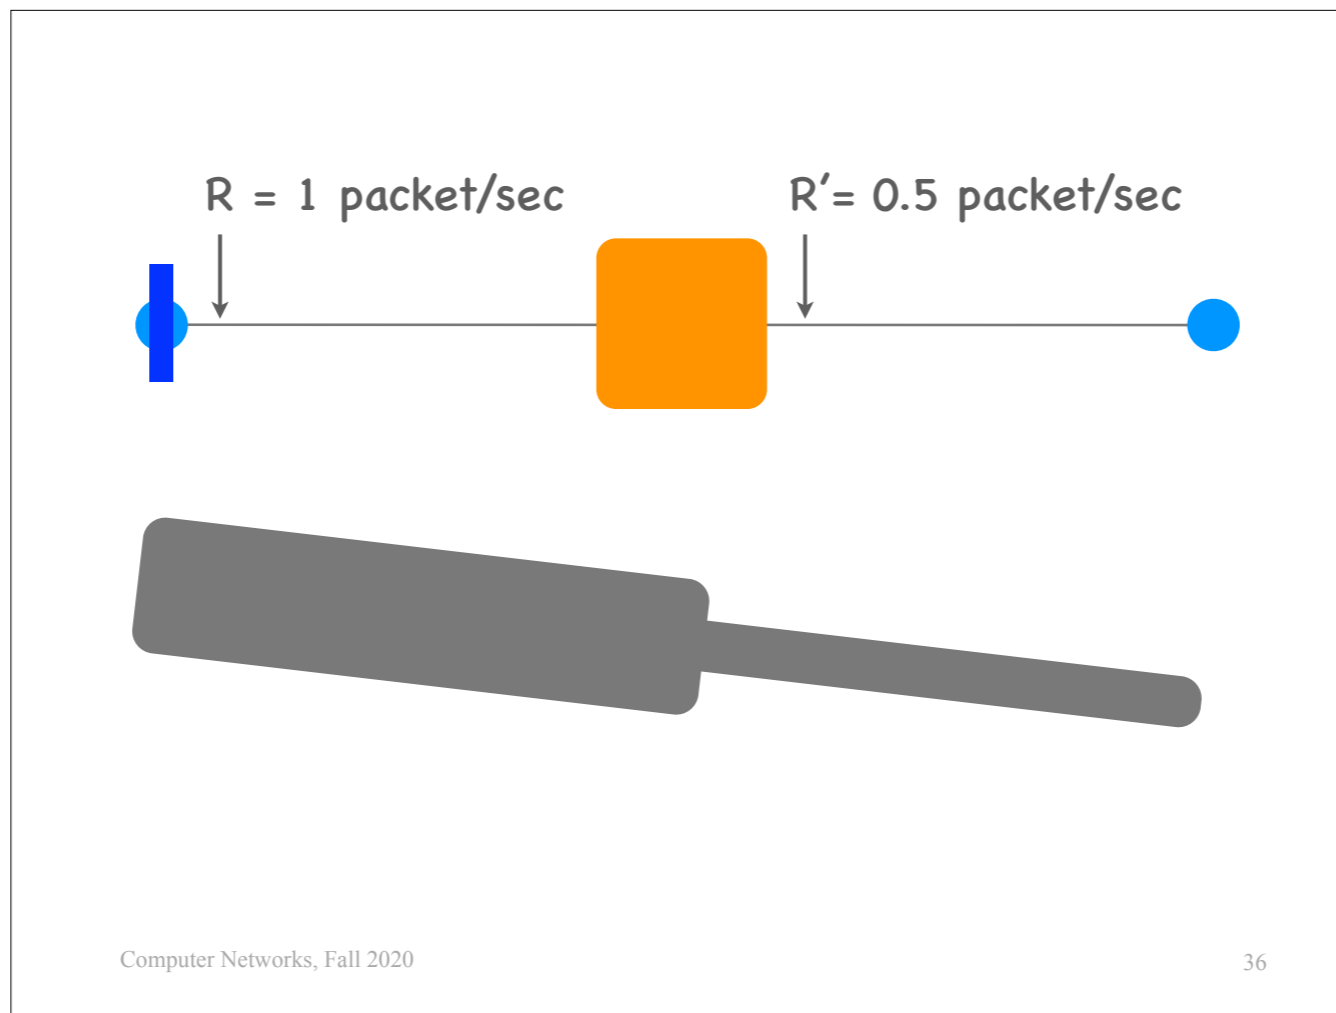 R = 1 packet/sec
R′= 0.5 packet/sec
Computer Networks, Fall 2020
36